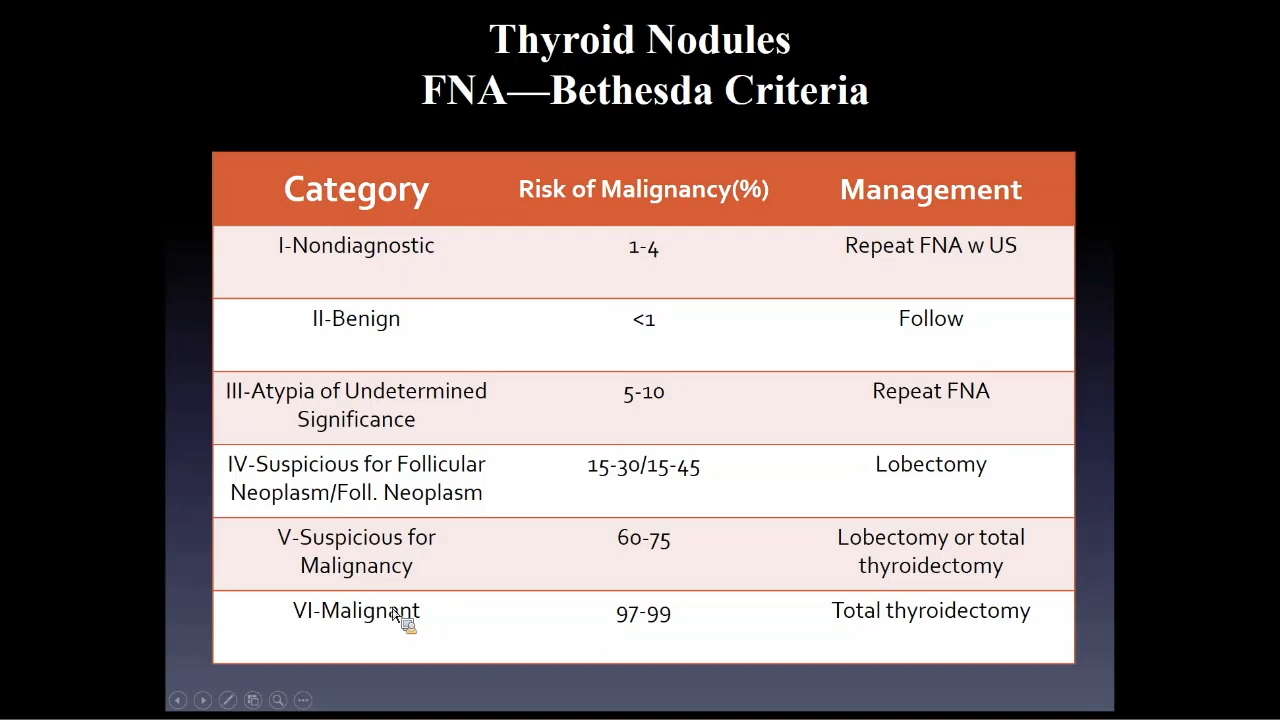 Thyroid Nodules
FNA—Bethesda Criteria
Category Risk of Malignancy(%) Management
I-Nondiagnostic 1-4 Repeat FNA w US
II-Benign <1 Follow
III-Atypia of Undetermined
Significance
5-10 Repeat FNA
IV-Suspicious for Follicular
Neoplasm/Foll. Neoplasm
15-30/15-45 Lobectomy
V-Suspicious for
Malignancy
60-75
Lobectomy or total
thyroidectomy
VI-Malignant 97-99 Total thyroidectomy